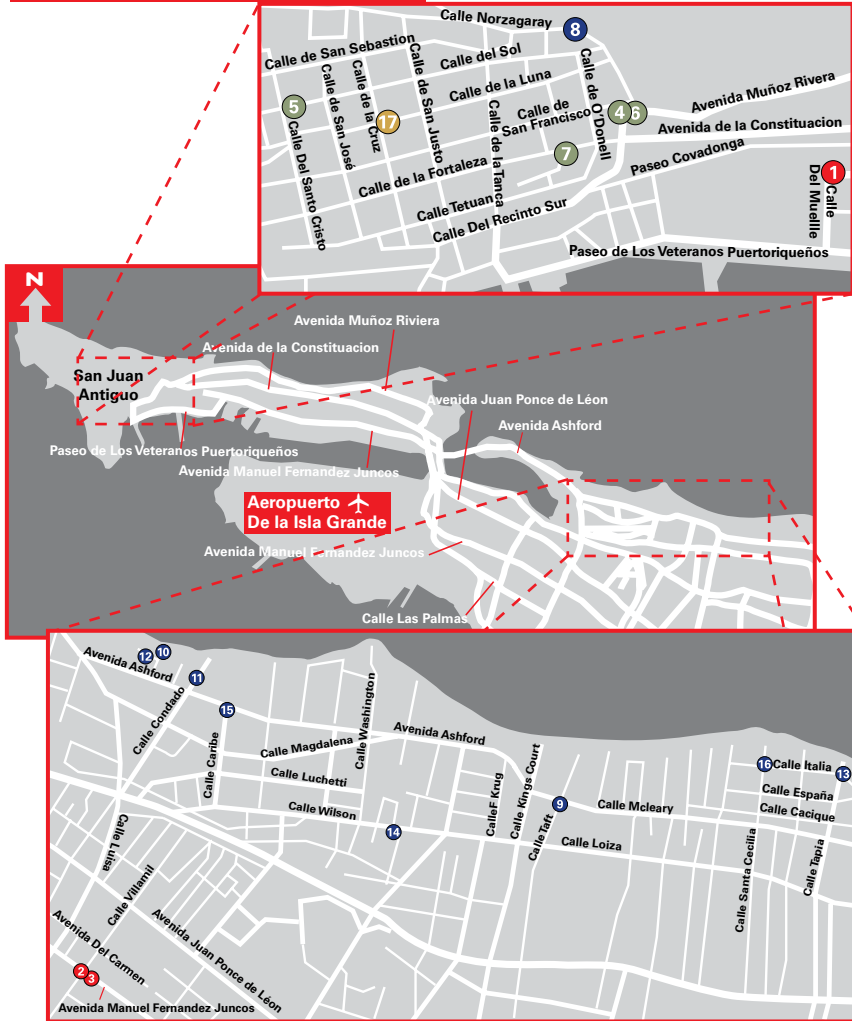 Calle Norzagaray
8
Calle de San Sebastion
Calle del Sol
Calle de la Luna
Calle de San Justo
Calle de la Cruz
Calle de San José
Calle de O'Donell
Avenida Muñoz Rivera
5
17
4
6
Calle de
San Francisco
Avenida de la Constituacion
Calle de la Tanca
7
Paseo Covadonga
1
Calle
Del Muellle
Calle de la Fortaleza
Calle Del Santo Cristo
Calle Tetuan
Calle Del Recinto Sur
Paseo de Los Veteranos Puertoriqueños
N
Avenida Muñoz Riviera
Avenida de la Constituacion
San Juan
Antiguo
Avenida Juan Ponce de Léon
Avenida Ashford
Paseo de Los Veteranos Puertoriqueños
Avenida Manuel Fernandez Juncos
Aeropuerto
De la Isla Grande
Avenida Manuel Fernandez Juncos
Calle Las Palmas
12
10
Avenida Ashford
11
Calle Condado
15
Calle Washington
Calle Caribe
Calle Magdalena
Avenida Ashford
Calle Luchetti
Calle Wilson
14
Calle F Krug
Calle Kings Court
Calle Taft
9
Calle Mcleary
Calle Loiza
16
Calle Italia
13
Calle España
Calle Cacique
Calle Santa Cecilia
Calle Tapia
Calle Luisa
Calle Villamil
Avenida Juan Ponce de Léon
Avenida Del Carmen
2
3
Avenida Manuel Fernandez Juncos